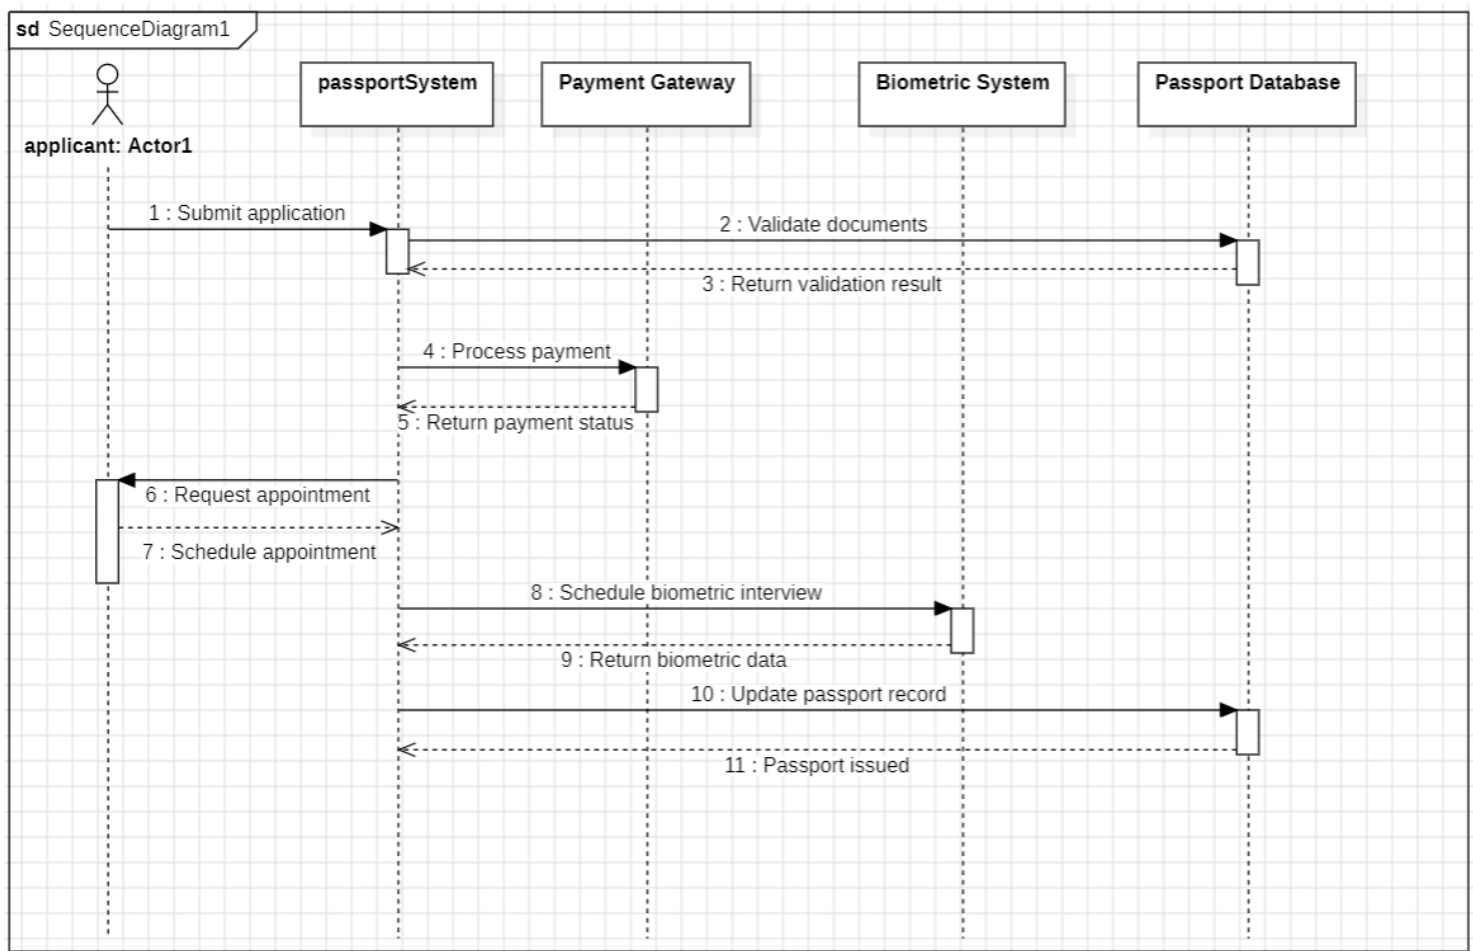 sd SequenceDiagram1
passportSystem
Payment Gateway
Biometric System
Passport Database
applicant: Actor1
1 : Submit application
2 : Validate documents
3 : Return validation result
4 : Process payment
5 : Return payment status
6 : Request appointment
7 : Schedule appointment
8 : Schedule biometric interview
9 : Return biometric data
10 : Update passport record
11 : Passport issued